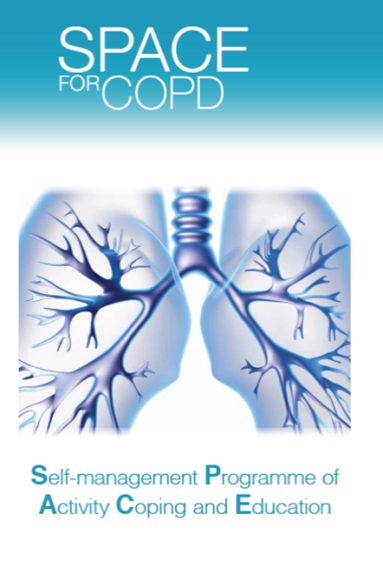 SPACE
FOR COPD
Self-management Programme of
Activity Coping and Education